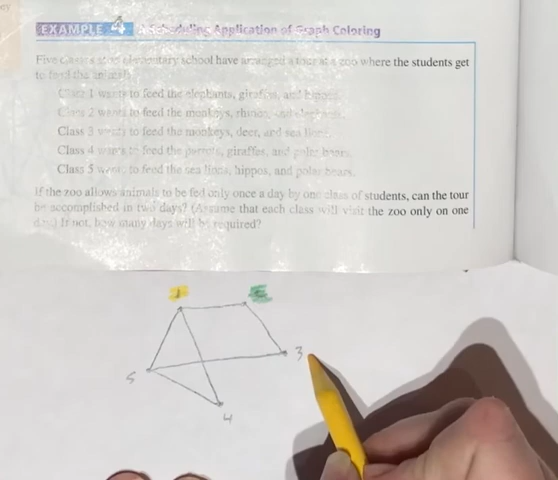 EXAMPLE 4 A Scheduling Application of Graph Coloring
Five classes at an elementary school have arranged a tour at a zoo where the students get
to feed the animals.
Class 1 wants to feed the elephants, giraffes, and hippos.
Class 2 wants to feed the monkeys, rhinos, and elephants.
Class 3 wants to feed the monkeys, deer, and sea lions.
Class 4 wants to feed the parrots, giraffes, and polar bears.
Class 5 wants to feed the sea lions, hippos, and polar bears.
If the zoo allows animals to be fed only once a day by one class of students, can the tour
be accomplished in two days? (Assume that each class will visit the zoo only on one
day.) If not, how many days will be required?
1
3
5
4